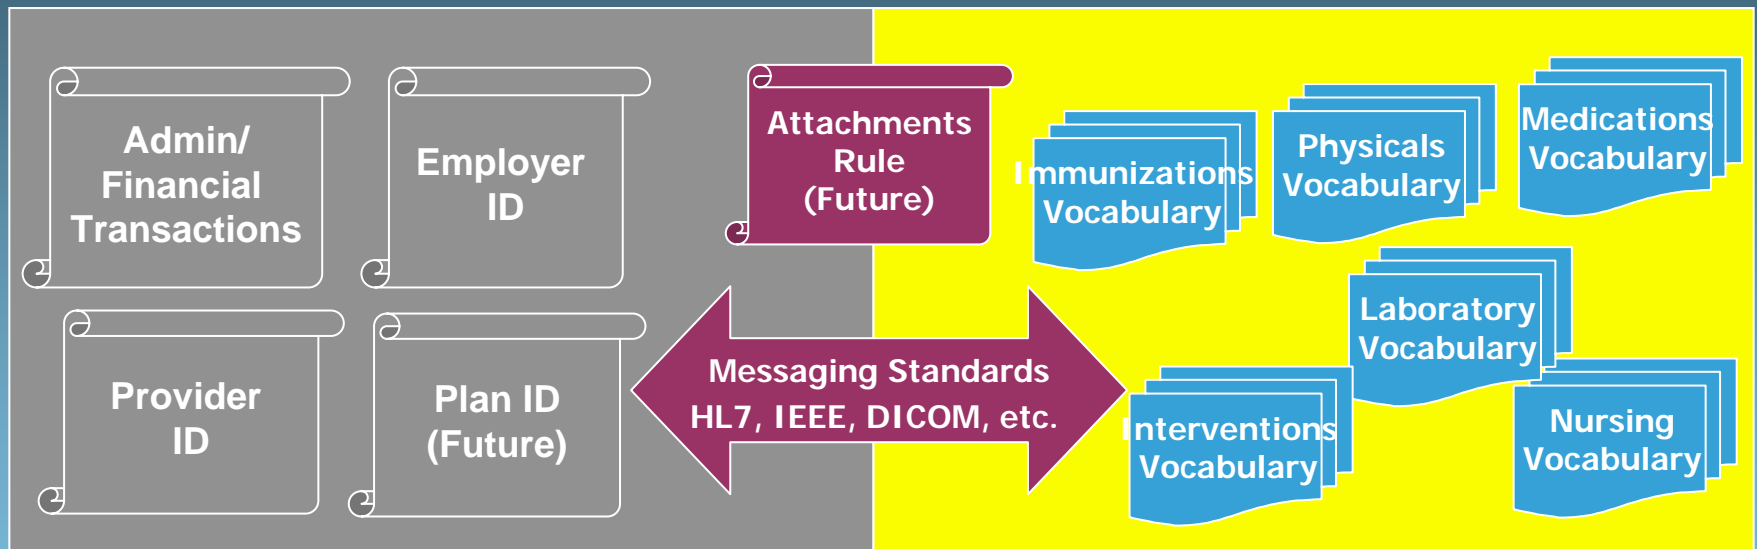 Admin/
Financial
Transactions
Employer
ID
Attachments
Rule
(Future)
Immunizations
Vocabulary
Physicals
Vocabulary
Medications
Vocabulary
Provider
ID
Plan ID
(Future)
Messaging Standards
HL7, IEEE, DICOM, etc.
Laboratory
Vocabulary
Interventions
Vocabulary
Nursing
Vocabulary